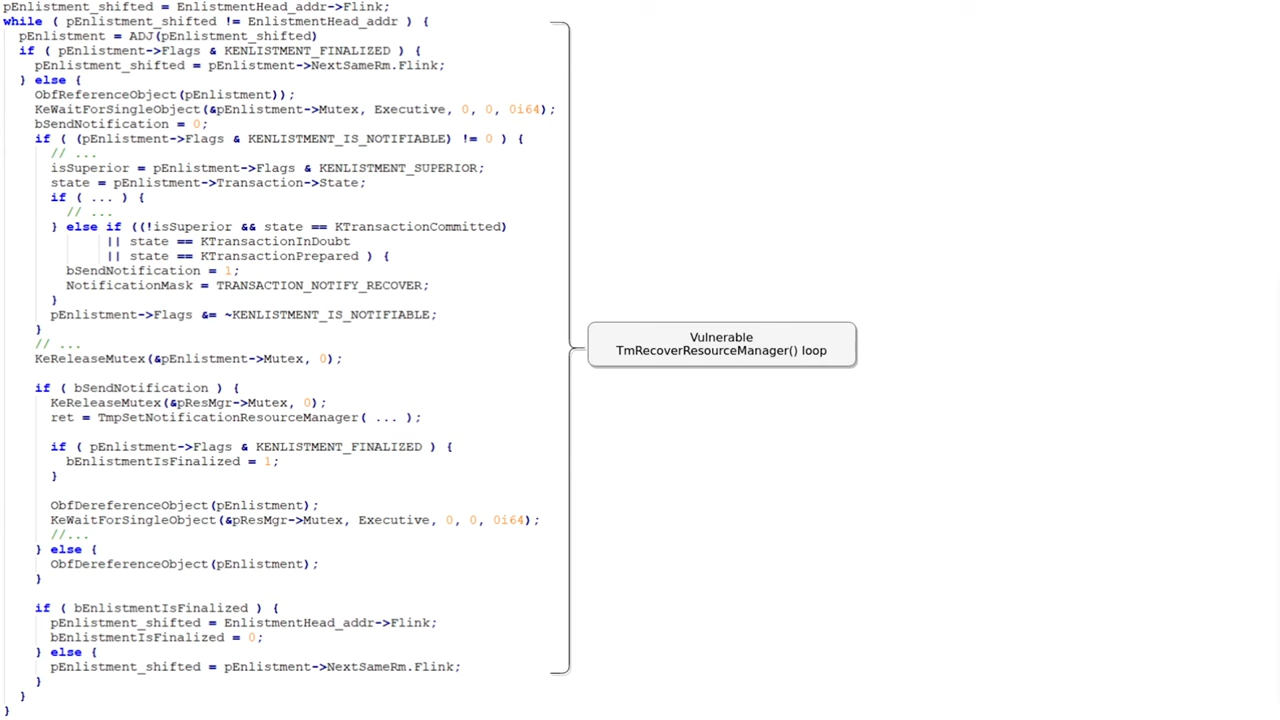 pEnlistment_shifted = EnlistmentHead_addr->Flink;
while ( pEnlistment_shifted != EnlistmentHead_addr ) {
pEnlistment = ADJ(pEnlistment_shifted)
if ( pEnlistment->Flags & KENLISTMENT_FINALIZED ) {
pEnlistment_shifted = pEnlistment->NextSameRm.Flink;
} else {
ObfReferenceObject(pEnlistment));
KeWaitForSingleObject(&pEnlistment->Mutex, Executive, 0, 0, 0i64);
bSendNotification = 0;
if ( (pEnlistment->Flags & KENLISTMENT_IS_NOTIFIABLE) != 0 ) {
// ...
isSuperior = pEnlistment->Flags & KENLISTMENT_SUPERIOR;
state = pEnlistment->Transaction->State;
if ( ... ) {
// ...
} else if ((!isSuperior && state == KTransactionCommitted)
|| state == KTransactionInDoubt
|| state == KTransactionPrepared ) {
bSendNotification = 1;
NotificationMask = TRANSACTION_NOTIFY_RECOVER;
}
pEnlistment->Flags &= ~KENLISTMENT_IS_NOTIFIABLE;
}
// ...
KeReleaseMutex(&pEnlistment->Mutex, 0);
if ( bSendNotification ) {
KeReleaseMutex(&pResMgr->Mutex, 0);
ret = TmpSetNotificationResourceManager( ... );
if ( pEnlistment->Flags & KENLISTMENT_FINALIZED ) {
bEnlistmentIsFinalized = 1;
}
ObfDereferenceObject(pEnlistment);
KeWaitForSingleObject(&pResMgr->Mutex, Executive, 0, 0, 0i64);
//...
} else {
ObfDereferenceObject(pEnlistment);
}
if ( bEnlistmentIsFinalized ) {
pEnlistment_shifted = EnlistmentHead_addr->Flink;
bEnlistmentIsFinalized = 0;
} else {
pEnlistment_shifted = pEnlistment->NextSameRm.Flink;
}
}
}
Vulnerable
TmRecoverResourceManager() loop